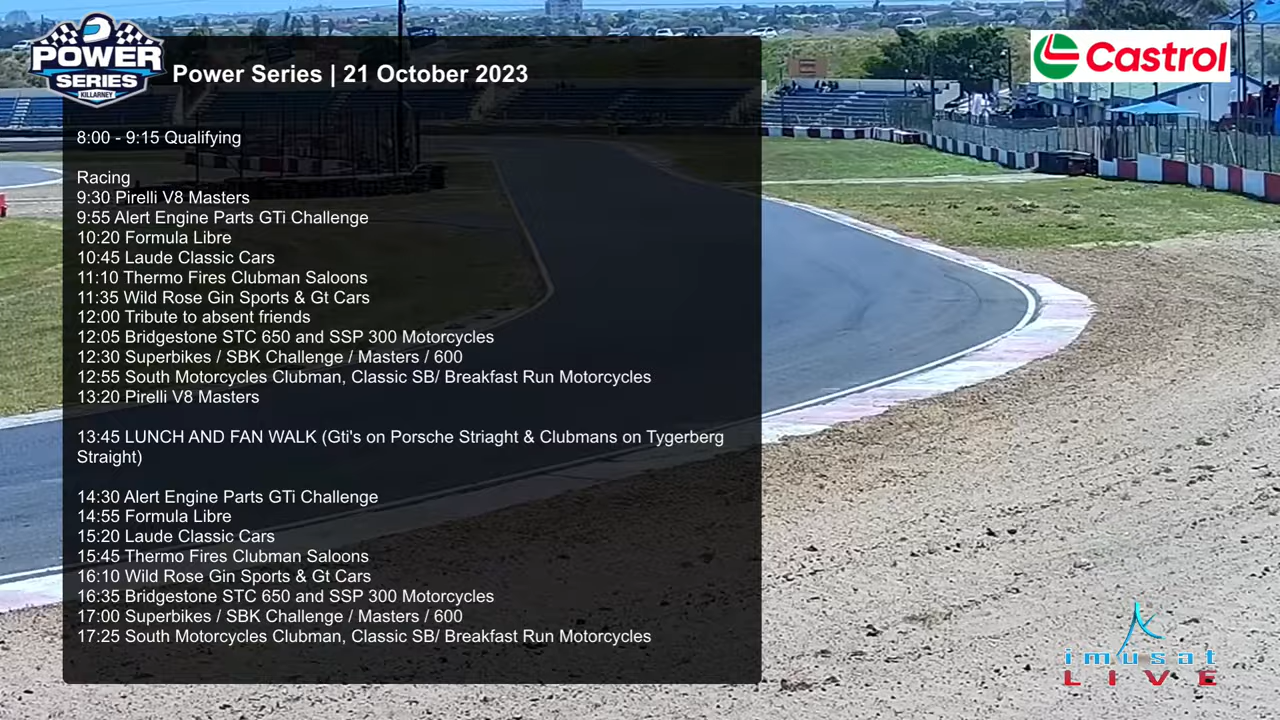 POWER
SERIES
KILLARNEY
Power Series | 21 October 2023
Castrol
8:00 - 9:15 Qualifying
Racing
9:30 Pirelli V8 Masters
9:55 Alert Engine Parts GTi Challenge
10:20 Formula Libre
10:45 Laude Classic Cars
11:10 Thermo Fires Clubman Saloons
11:35 Wild Rose Gin Sports & Gt Cars
12:00 Tribute to absent friends
12:05 Bridgestone STC 650 and SSP 300 Motorcycles
12:30 Superbikes / SBK Challenge / Masters / 600
12:55 South Motorcycles Clubman, Classic SB/ Breakfast Run Motorcycles
13:20 Pirelli V8 Masters
13:45 LUNCH AND FAN WALK (Gti's on Porsche Striaght & Clubmans on Tygerberg
Straight)
14:30 Alert Engine Parts GTi Challenge
14:55 Formula Libre
15:20 Laude Classic Cars
15:45 Thermo Fires Clubman Saloons
16:10 Wild Rose Gin Sports & Gt Cars
16:35 Bridgestone STC 650 and SSP 300 Motorcycles
17:00 Superbikes / SBK Challenge / Masters / 600
17:25 South Motorcycles Clubman, Classic SB/ Breakfast Run Motorcycles
imusat
LIVE